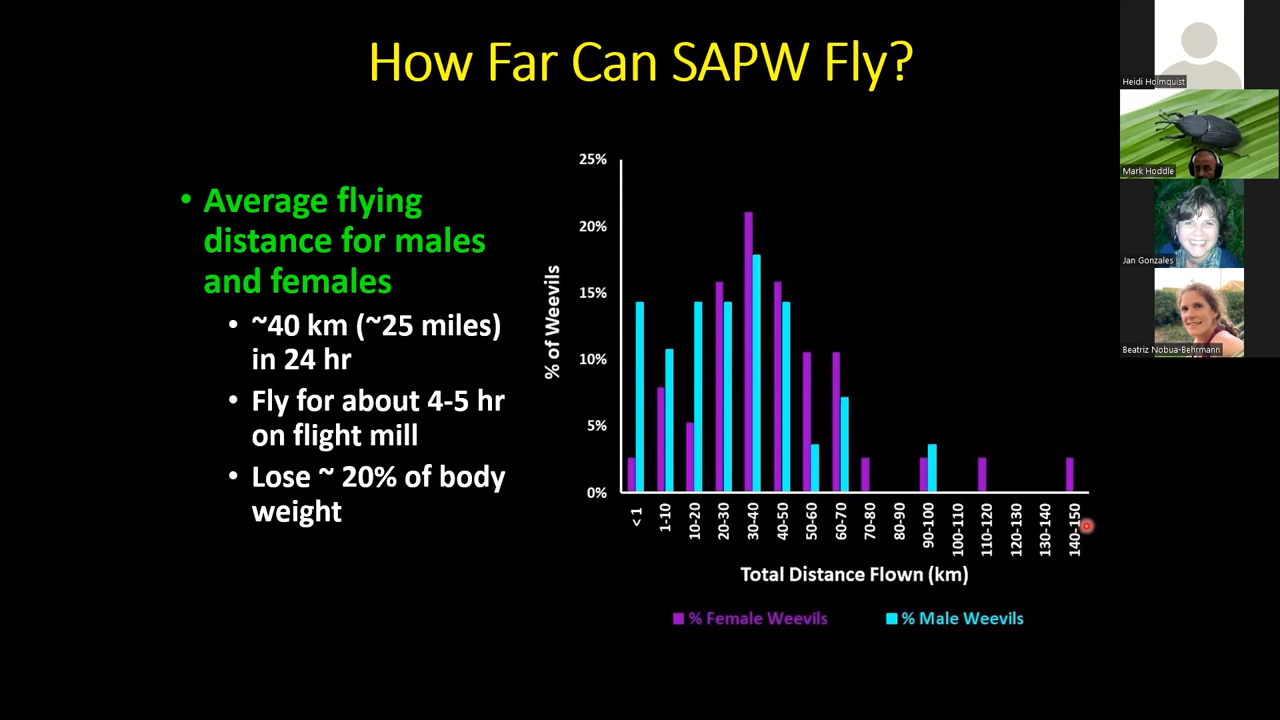 How Far Can SAPW Fly?
• Average flying
distance for males
and females
• ~40 km (~25 miles)
in 24 hr
• Fly for about 4-5 hr
on flight mill
• Lose ~ 20% of body
weight
% of Weevils
25%
20%
15%
10%
5%
0%
< 1
1-10
10-20
20-30
30-40
40-50
50-60
60-70
70-80
80-90
90-100
100-110
110-120
120-130
130-140
140-150
Total Distance Flown (km)
% Female Weevils
% Male Weevils
Heidi Holmquist
Mark Hoddle
Jan Gonzales
Beatriz Nobua-Behrmann